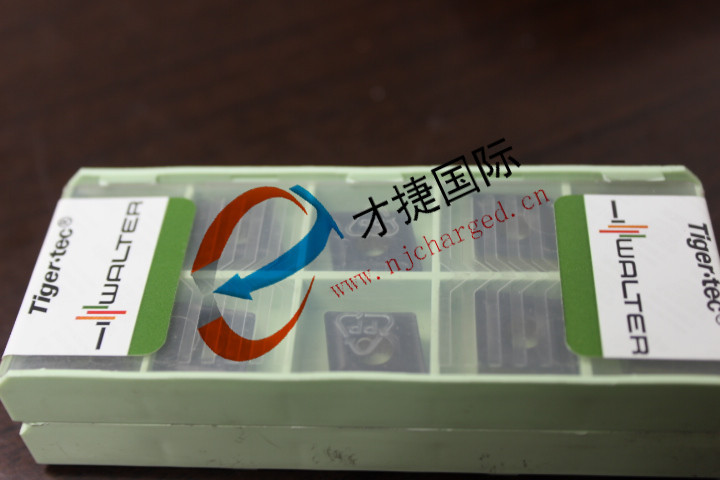 Tiger·tec®
WALTER
才捷国际
www.njcharged.cn
WALTER
Tiger·tec®